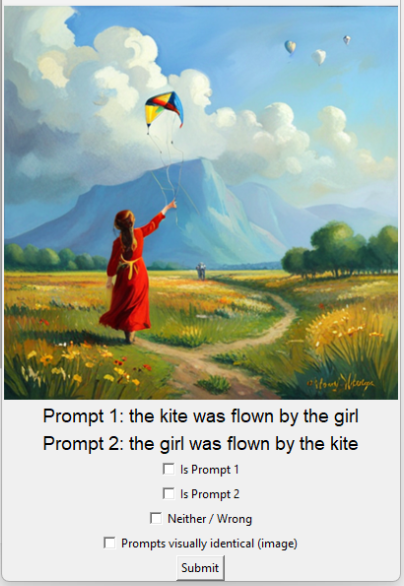 Prompt 1: the kite was flown by the girl
Prompt 2: the girl was flown by the kite
Is Prompt 1
Is Prompt 2
Neither / Wrong
Prompts visually identical (image)
Submit